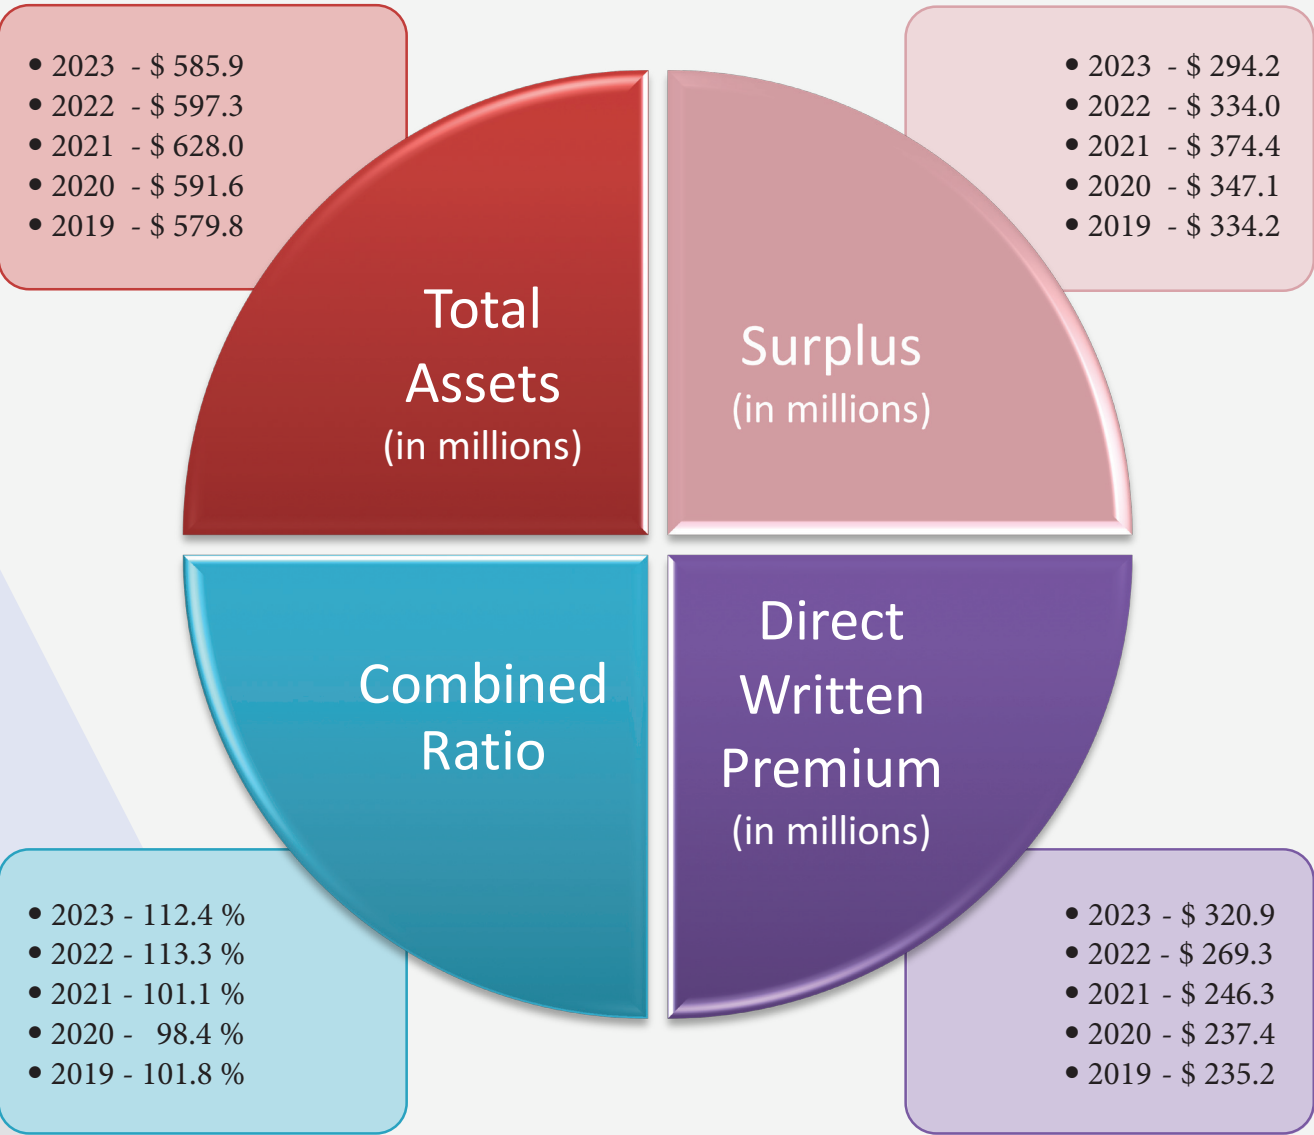 • 2023 - $ 585.9
• 2022 - $ 597.3
• 2021 - $ 628.0
• 2020 - $ 591.6
• 2019 - $ 579.8
• 2023 - $ 294.2
• 2022 - $ 334.0
• 2021 - $ 374.4
• 2020 - $ 347.1
• 2019 - $ 334.2
Total
Assets
(in millions)
Surplus
(in millions)
Combined
Ratio
Direct
Written
Premium
(in millions)
• 2023 - 112.4 %
• 2022 - 113.3 %
• 2021 - 101.1 %
• 2020 - 98.4 %
• 2019 - 101.8 %
• 2023 - $ 320.9
• 2022 - $ 269.3
• 2021 - $ 246.3
• 2020 - $ 237.4
• 2019 - $ 235.2